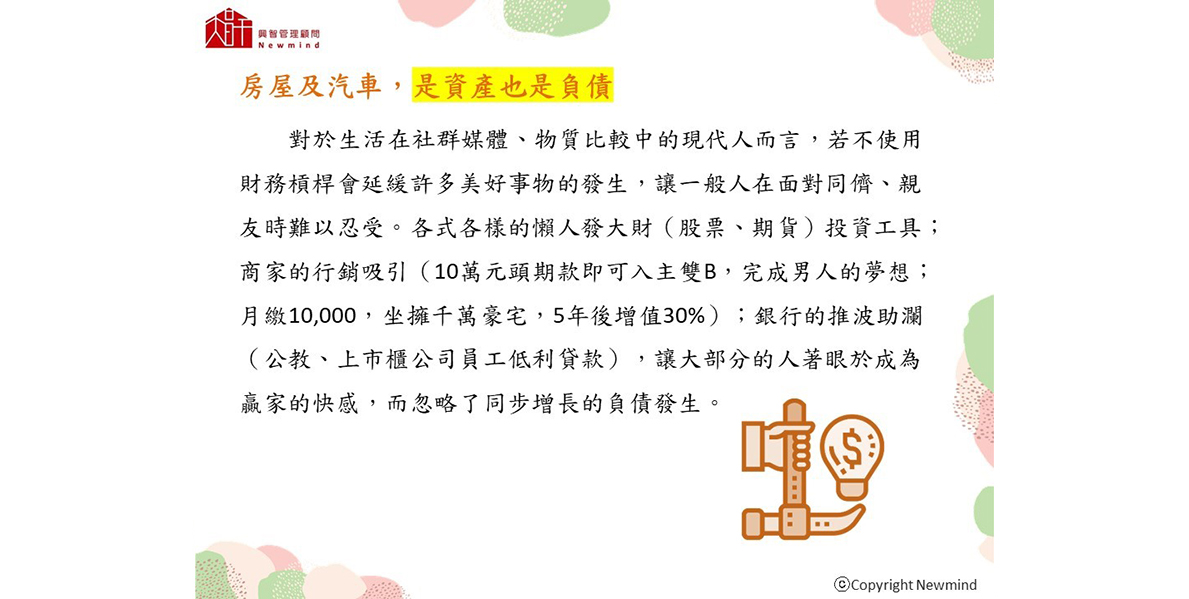 興智管理顧問
Newmind
房屋及汽車，是資產也是負債
對於生活在社群媒體、物質比較中的現代人而言，若不使用
財務槓桿會延緩許多美好事物的發生，讓一般人在面對同儕、親
友時難以忍受。各式各樣的懶人發大財（股票、期貨）投資工具；
商家的行銷吸引（10萬元頭期款即可入主雙B，完成男人的夢想；
月繳10,000，坐擁千萬豪宅，5年後增值30%）；銀行的推波助瀾
（公教、上市櫃公司員工低利貸款），讓大部分的人著眼於成為
贏家的快感，而忽略了同步增長的負債發生。
$
ⓒCopyright Newmind